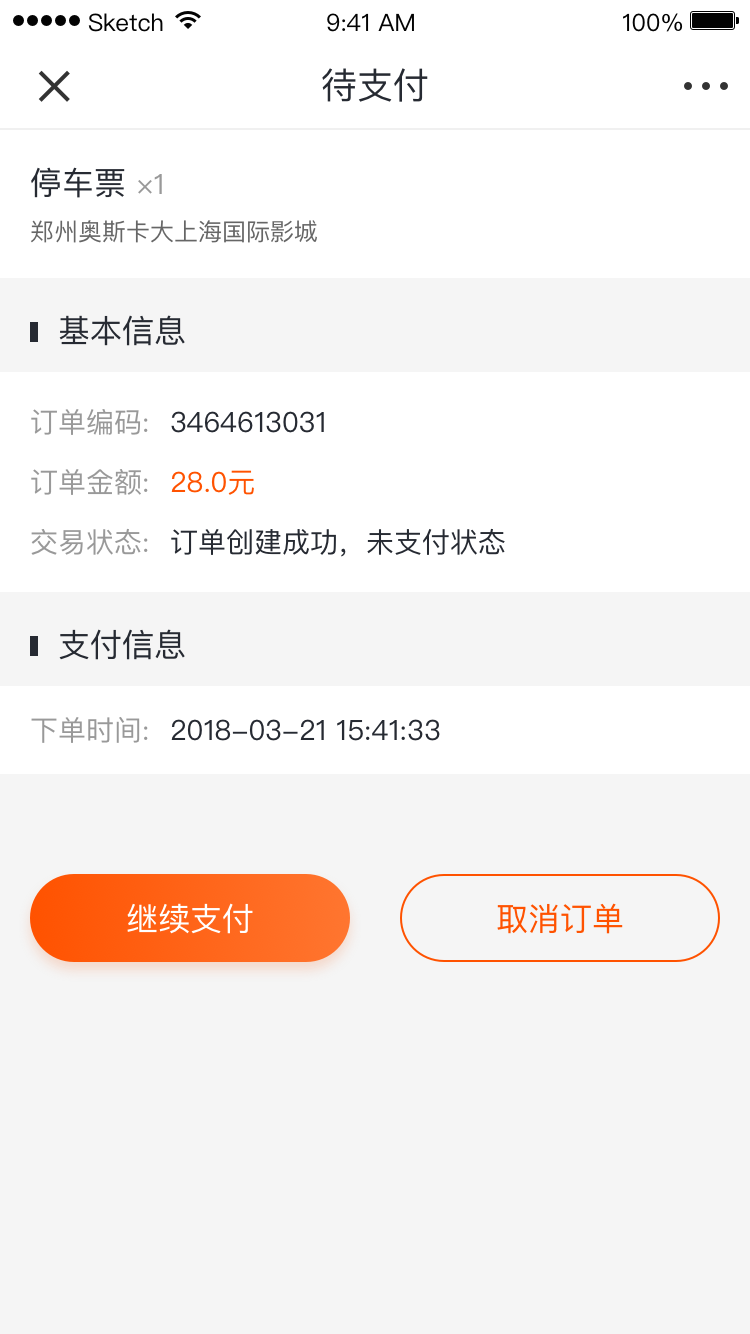 ●●●●● Sketch 9:41 AM 100%
待支付
停车票 ×1
郑州奥斯卡大上海国际影城
基本信息
订单编码: 3464613031
订单金额: 28.0元
交易状态: 订单创建成功，未支付状态
支付信息
下单时间: 2018-03-21 15:41:33
继续支付 取消订单